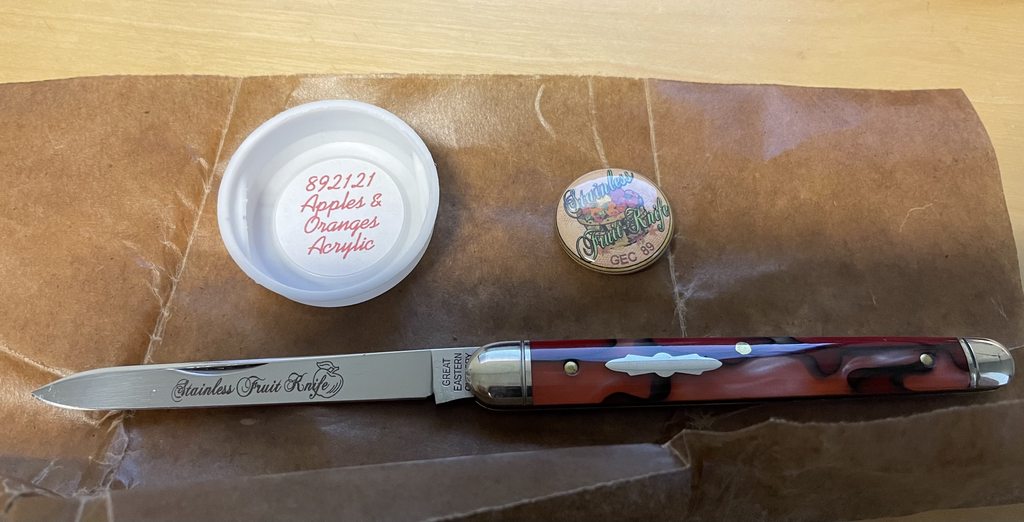 892121
Apples &
Oranges
Acrylic
Stainless
Fruit Knife
GEC 89
Stainless Fruit Knife
GREAT
EASTERN